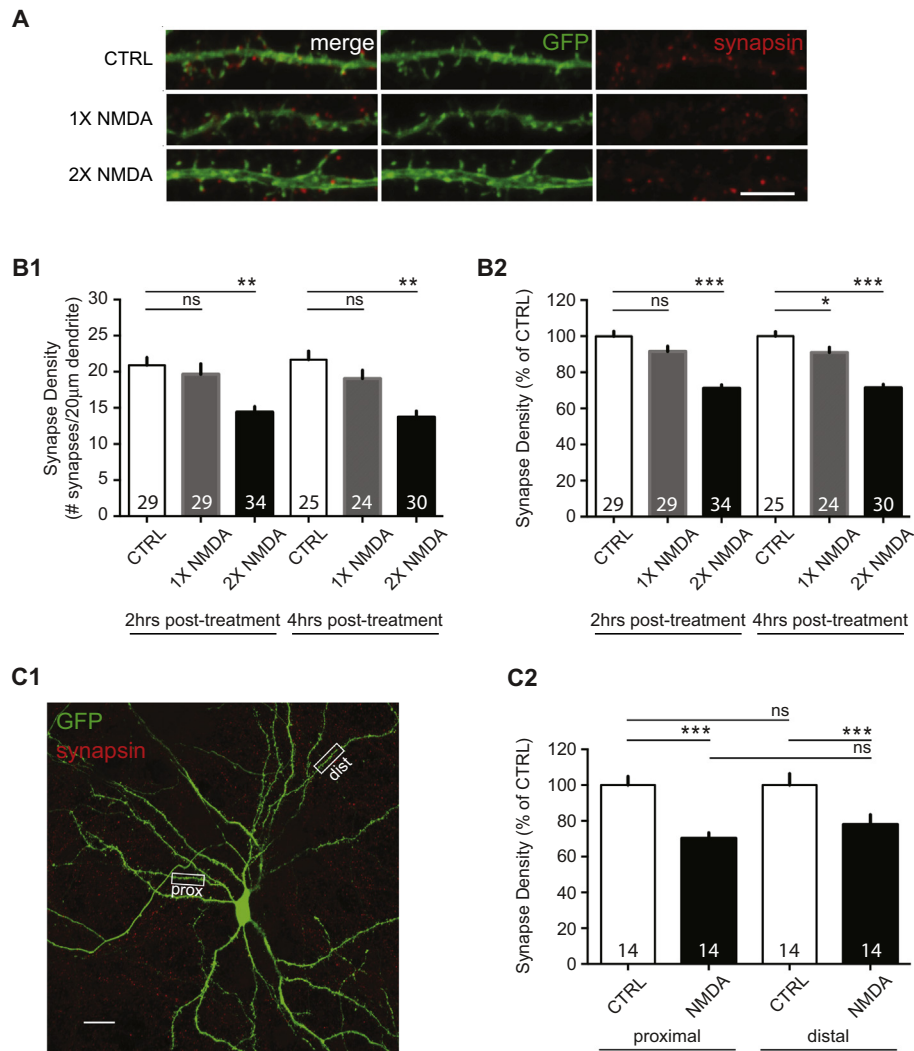 A
CTRL
merge
GFP
synapsin
1X NMDA
2X NMDA
B1
Synapse Density
(# synapses/20µm dendrite)
30
25
20
15
10
5
0
ns
**
ns
**
29
29
34
25
24
30
CTRL
1X NMDA
2X NMDA
CTRL
1X NMDA
2X NMDA
2hrs post-treatment
4hrs post-treatment
B2
Synapse Density (% of CTRL)
120
100
80
60
40
20
0
***
ns
***
*
29
29
34
25
24
30
CTRL
1X NMDA
2X NMDA
CTRL
1X NMDA
2X NMDA
2hrs post-treatment
4hrs post-treatment
C1
GFP
synapsin
dist
prox
C2
Synapse Density (% of CTRL)
120
100
80
60
40
20
0
ns
***
***
ns
14
14
14
14
CTRL
NMDA
CTRL
NMDA
proximal
distal